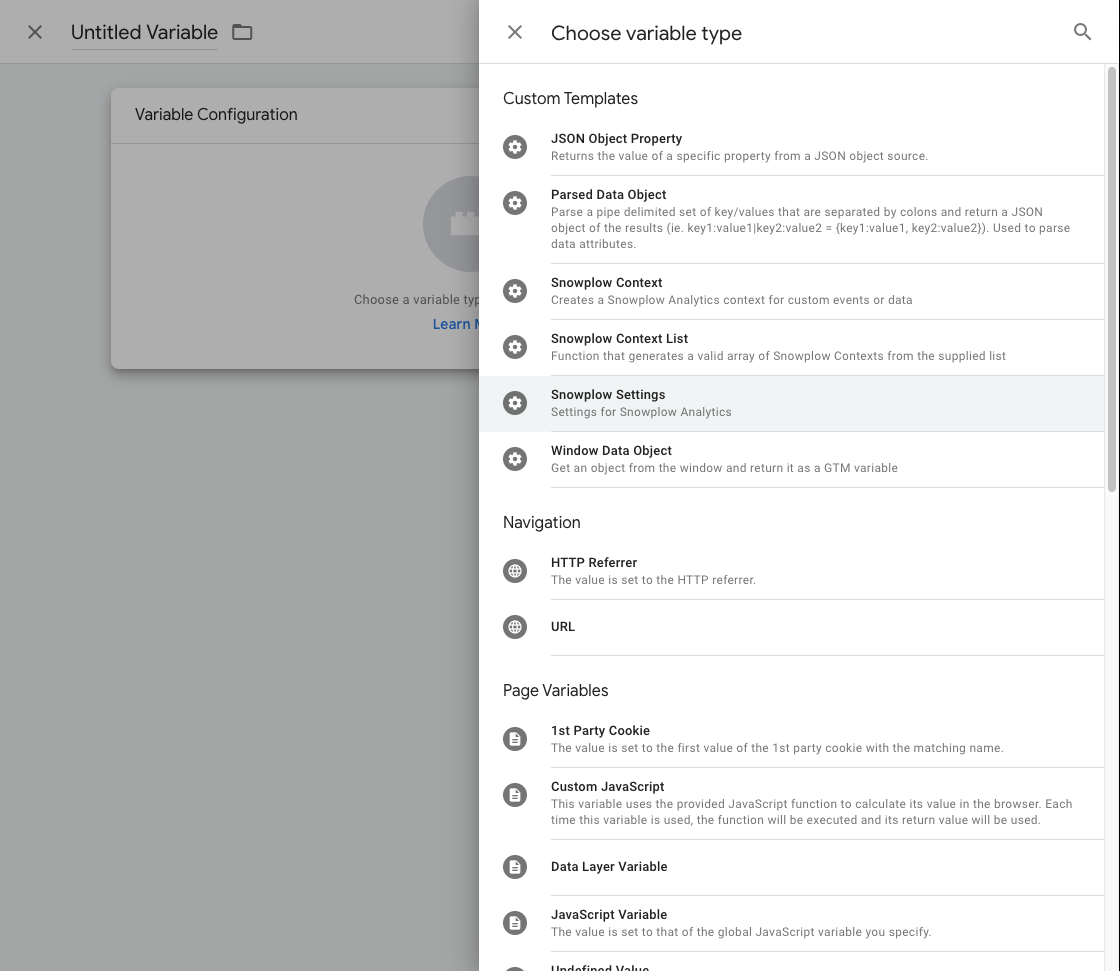 Untitled Variable
Variable Configuration
Choose a variable
Learn
Choose variable type
Custom Templates
JSON Object Property
Returns the value of a specific property from a JSON object source.
Parsed Data Object
Parse a pipe delimited set of key/values that are separated by colons and return a JSON
object of the results (ie. key1:value1|key2:value2 = {key1:value1, key2:value2}). Used to parse
data attributes.
Snowplow Context
Creates a Snowplow Analytics context for custom events or data
Snowplow Context List
Function that generates a valid array of Snowplow Contexts from the supplied list
Snowplow Settings
Settings for Snowplow Analytics
Window Data Object
Get an object from the window and return it as a GTM variable
Navigation
HTTP Referrer
The value is set to the HTTP referrer.
URL
Page Variables
1st Party Cookie
The value is set to the first value of the 1st party cookie with the matching name.
Custom JavaScript
This variable uses the provided JavaScript function to calculate its value in the browser. Each
time this variable is used, the function will be executed and its return value will be used.
Data Layer Variable
JavaScript Variable
The value is set to that of the global JavaScript variable you specify.
Undefined Value